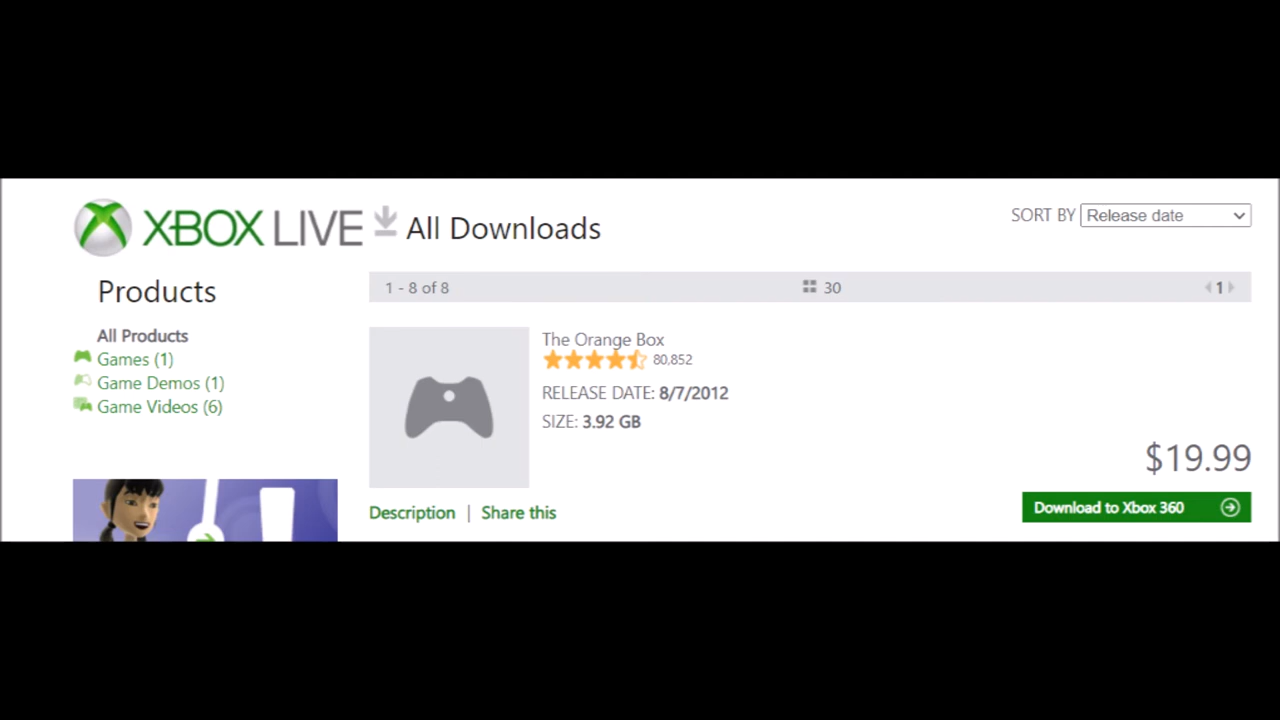 XBOX LIVE
All Downloads
SORT BY Release date
Products
All Products
Games (1)
Game Demos (1)
Game Videos (6)
1 - 8 of 8
30
1
The Orange Box
80,852
RELEASE DATE: 8/7/2012
SIZE: 3.92 GB
$19.99
Description | Share this
Download to Xbox 360